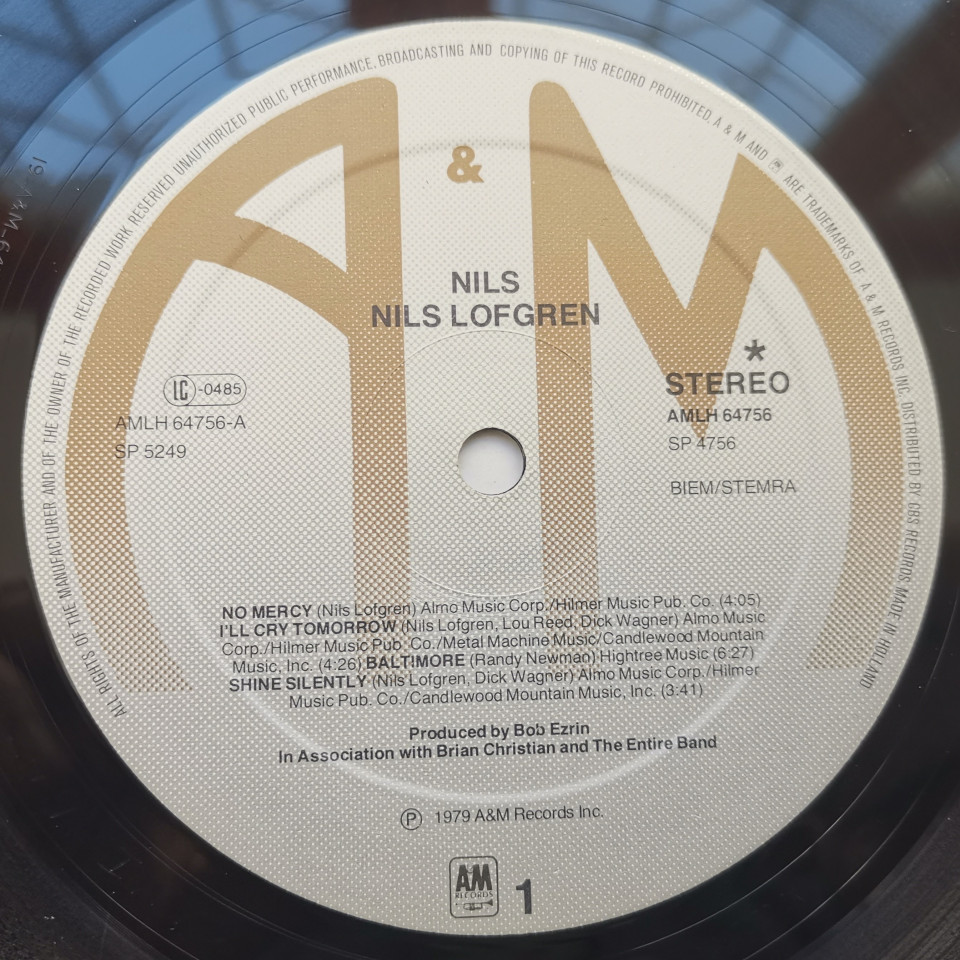 ALL RIGHTS OF THE MANUFACTURER AND OF THE OWNER OF THE RECORDED WORK RESERVED UNAUTHORIZED PUBLIC PERFORMANCE, BROADCASTING AND COPYING OF THIS RECORD PROHIBITED. A & M AND ARE TRADEMARKS OF A & M RECORDS INC. DISTRIBUTED BY CBS RECORDS MADE IN HOLLAND
A & M
NILS
NILS LOFGREN
LC -0485
AMLH 64756-A
SP 5249
*
STEREO
AMLH 64756
SP 4756
BIEM/STEMRA
NO MERCY (Nils Lofgren) Almo Music Corp./Hilmer Music Pub. Co. (4:05)
I'LL CRY TOMORROW (Nils Lofgren, Lou Reed, Dick Wagner) Almo Music
Corp./Hilmer Music Pub. Co./Metal Machine Music/Candlewood Mountain
Music, Inc. (4:26) BALTIMORE (Randy Newman) Hightree Music (6:27)
SHINE SILENTLY (Nils Lofgren, Dick Wagner) Almo Music Corp./Hilmer
Music Pub. Co./Candlewood Mountain Music, Inc. (3:41)
Produced by Bob Ezrin
In Association with Brian Christian and The Entire Band
℗ 1979 A&M Records Inc.
AM
RECORDS
1